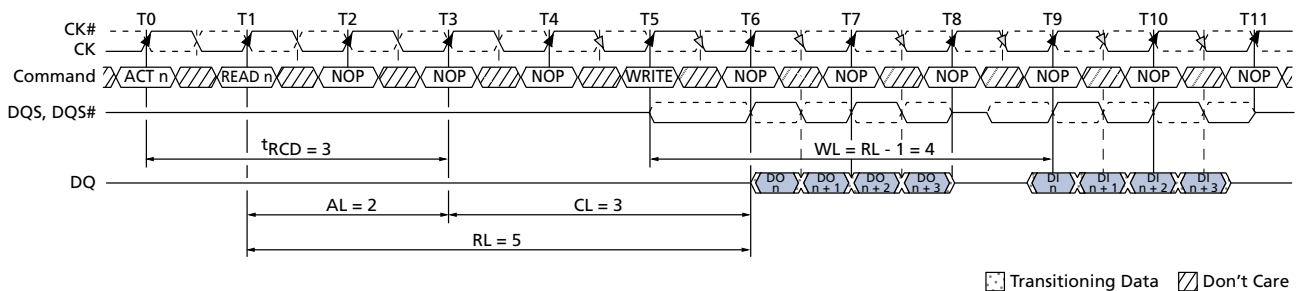 T0 T1 T2 T3 T4 T5 T6 T7 T8 T9 T10 T11
CK#
CK
Command ACT n READ n NOP NOP NOP WRITE NOP NOP NOP NOP NOP NOP
DQS, DQS#
tRCD = 3 WL = RL - 1 = 4
DQ DO n DO n + 1 DO n + 2 DO n + 3 DI n DI n + 1 DI n + 2 DI n + 3
AL = 2 CL = 3
RL = 5
Transitioning Data Don't Care